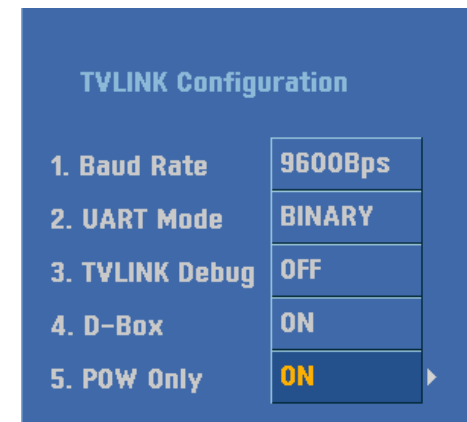 TVLINK Configuration
1. Baud Rate 9600Bps
2. UART Mode BINARY
3. TVLINK Debug OFF
4. D-Box ON
5. POW Only ON